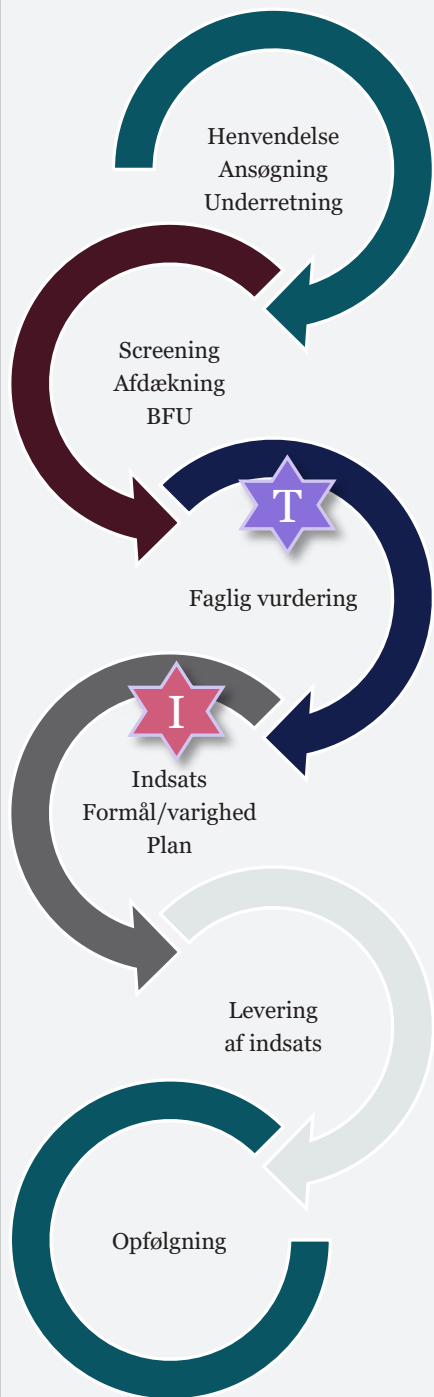 Henvendelse
Ansøgning
Underretning
Screening
Afdækning
BFU
T
Faglig vurdering
I
Indsats
Formål/varighed
Plan
Levering
af indsats
Opfølgning